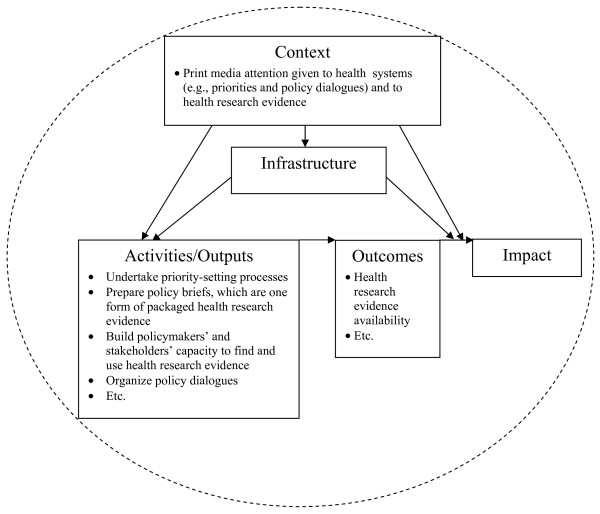 Context
• Print media attention given to health systems
(e.g., priorities and policy dialogues) and to
health research evidence
Infrastructure
Activities/Outputs
• Undertake priority-setting processes
• Prepare policy briefs, which are one
form of packaged health research
evidence
• Build policymakers’ and
stakeholders’ capacity to find and
use health research evidence
• Organize policy dialogues
• Etc.
Outcomes
• Health
research
evidence
availability
• Etc.
Impact